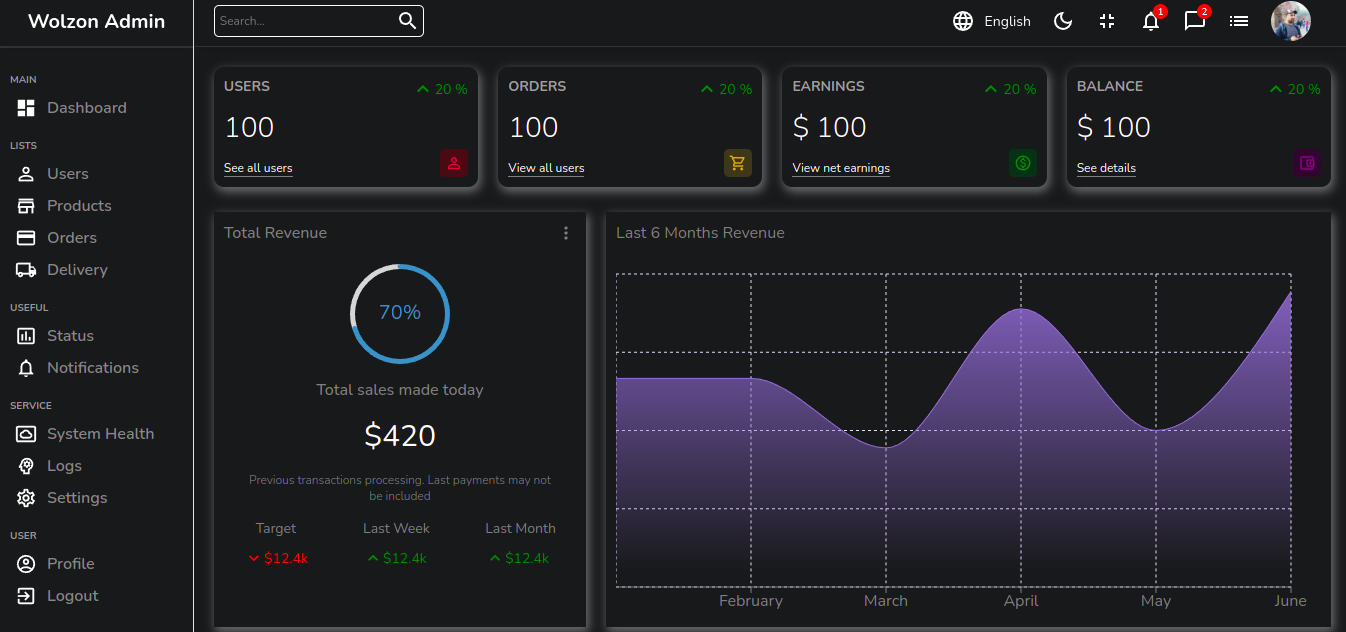 Wolzon Admin
Search...
English
1
2
MAIN
Dashboard
LISTS
Users
Products
Orders
Delivery
USEFUL
Status
Notifications
SERVICE
System Health
Logs
Settings
USER
Profile
Logout
USERS
20 %
100
See all users
ORDERS
20 %
100
View all users
EARNINGS
20 %
$ 100
View net earnings
BALANCE
20 %
$ 100
See details
Total Revenue
70%
Total sales made today
$420
Previous transactions processing. Last payments may not
be included
Target Last Week Last Month
$12.4k $12.4k $12.4k
Last 6 Months Revenue
February March April May June